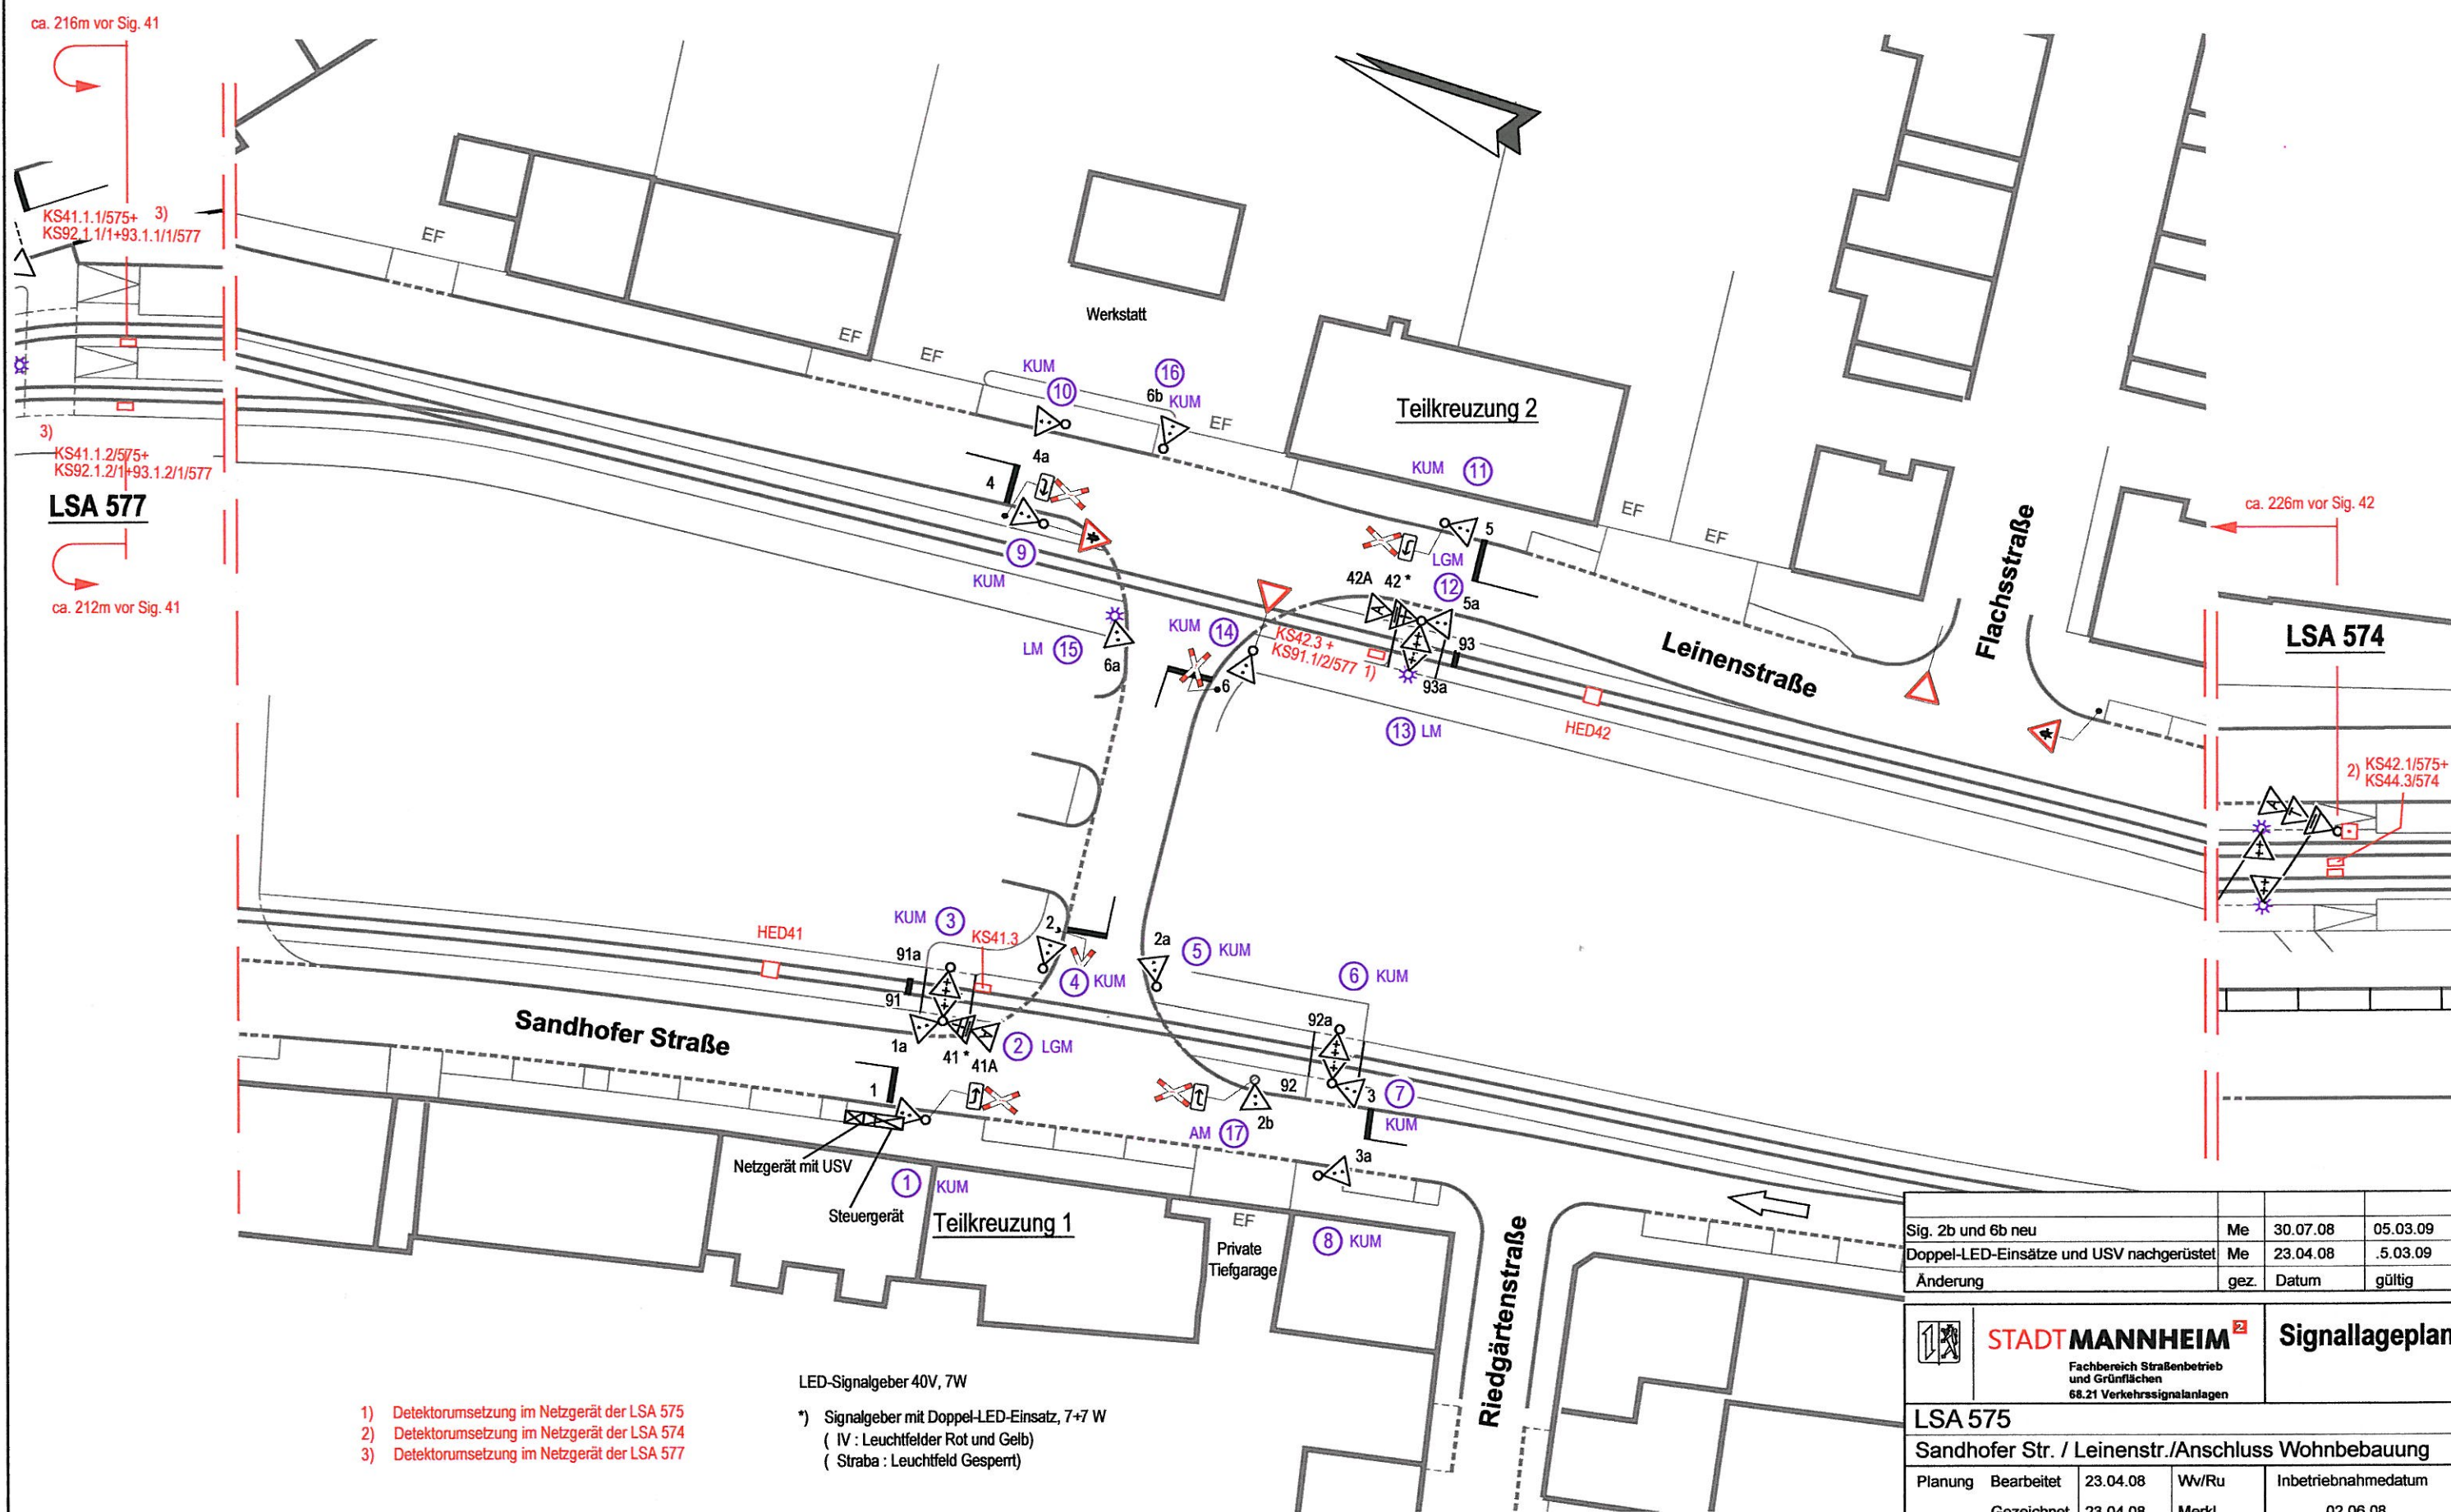 ca. 216m vor Sig. 41
KS41.1.1/575+ 3)
KS92.1.1/1+93.1.1/1/577
3)
KS41.1.2/575+
KS92.1.2/1+93.1.2/1/577
LSA 577
ca. 212m vor Sig. 41
EF
EF
EF
Werkstatt
KUM
10
16
6b KUM
EF
4a
4
9
KUM
Teilkreuzung 2
KUM 11
EF
EF
5
LGM
42A 42 *
12
5a
KUM 14
KS42.3 +
KS91.1/2/577 1)
93
93a
LM 15
6a
6
13 LM
HED42
Leinenstraße
Flachsstraße
ca. 226m vor Sig. 42
LSA 574
2) KS42.1/575+
KS44.3/574
A
A
A
HED41
KUM 3
KS41.3
2
91a
91
4 KUM
2a
5 KUM
6 KUM
92a
92
Sandhofer Straße
1a
41 *
41A
2 LGM
1
3
7
KUM
AM 17
2b
3a
Netzgerät mit USV
Steuergerät
1 KUM
Teilkreuzung 1
EF
Private
Tiefgarage
8 KUM
Riedgärtenstraße
LED-Signalgeber 40V, 7W
*) Signalgeber mit Doppel-LED-Einsatz, 7+7 W
( IV : Leuchtfelder Rot und Gelb)
( Straba : Leuchtfeld Gesperrt)
1) Detektorumsetzung im Netzgerät der LSA 575
2) Detektorumsetzung im Netzgerät der LSA 574
3) Detektorumsetzung im Netzgerät der LSA 577
Sig. 2b und 6b neu Me 30.07.08 05.03.09
Doppel-LED-Einsätze und USV nachgerüstet Me 23.04.08 .5.03.09
Änderung gez. Datum gültig
STADTMANNHEIM 2
Fachbereich Straßenbetrieb
und Grünflächen
68.21 Verkehrssignalanlagen
Signallageplan
LSA 575
Sandhofer Str. / Leinenstr./Anschluss Wohnbebauung
Planung Bearbeitet 23.04.08 Wv/Ru Inbetriebnahmedatum
Gezeichnet 23.04.08 Merkl 02.06.08